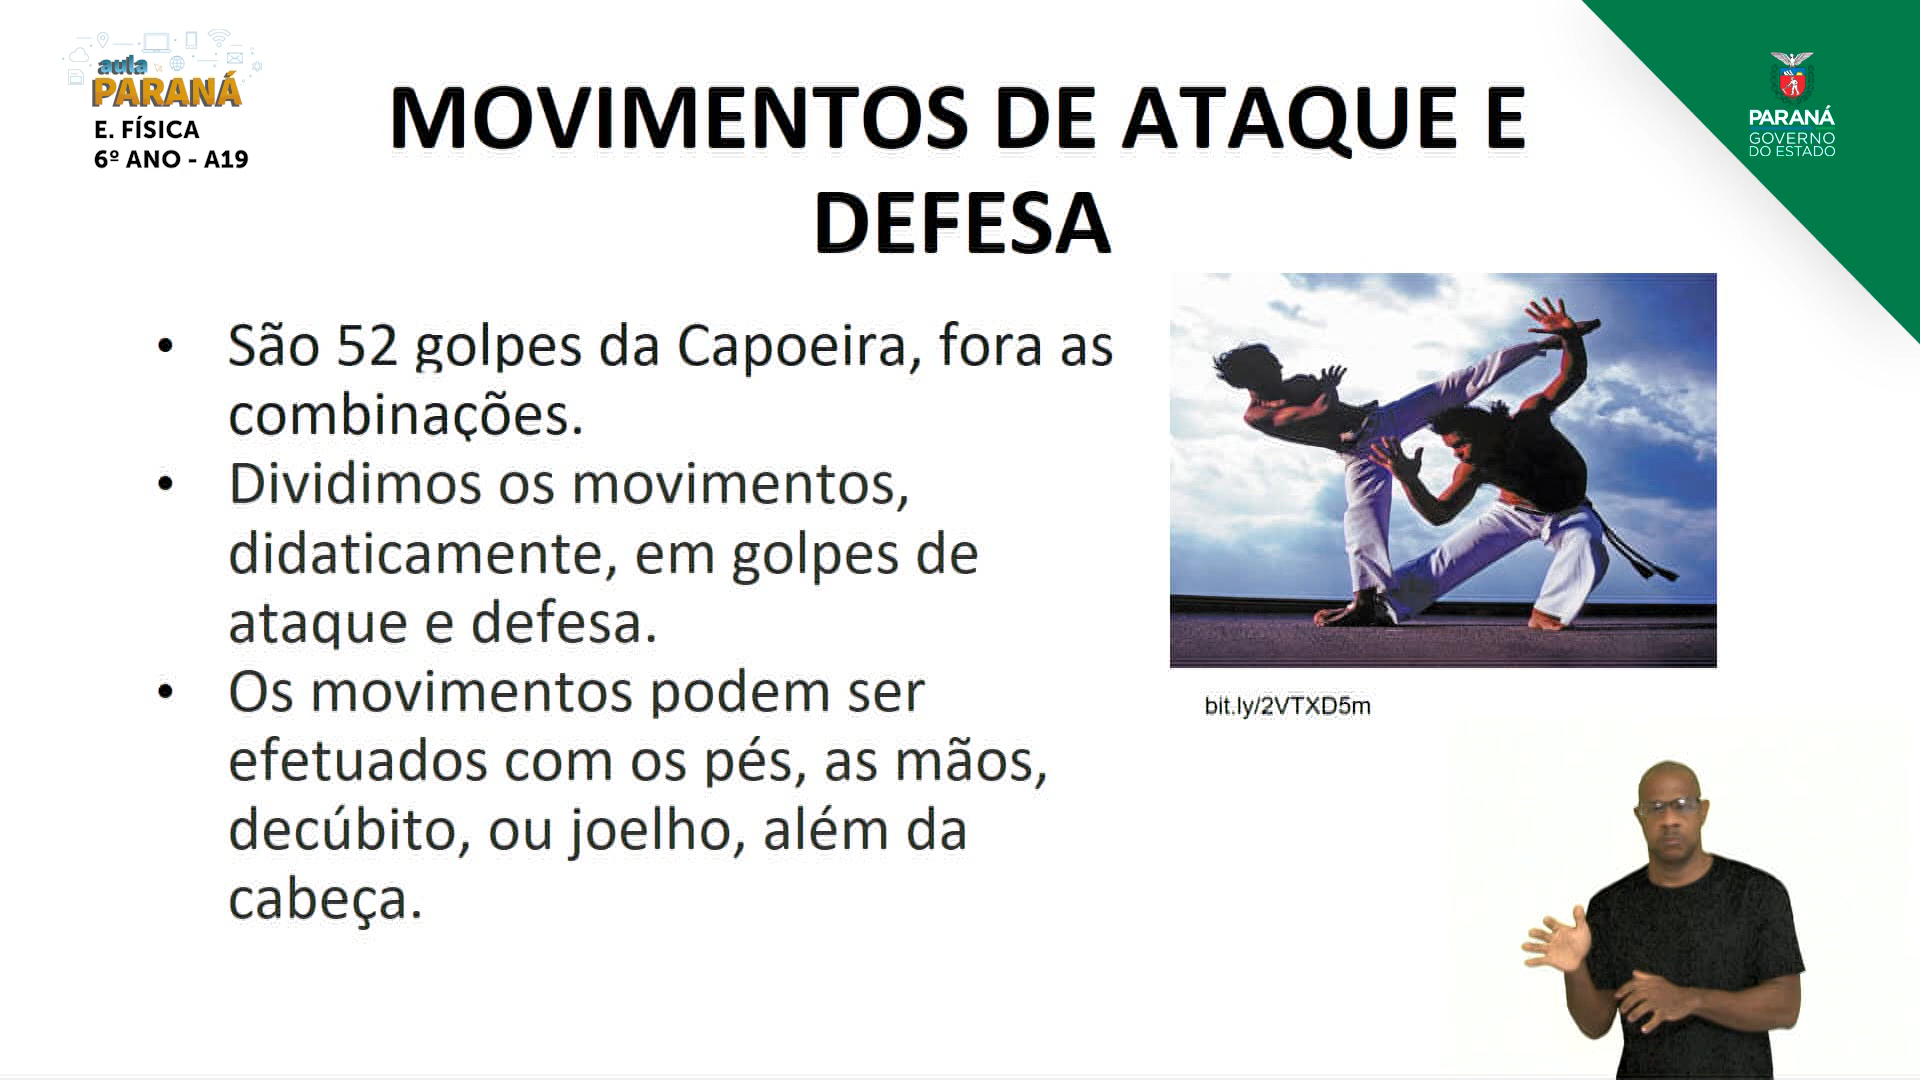 aula
PARANÁ
E. FÍSICA
6º ANO - A19
MOVIMENTOS DE ATAQUE E
DEFESA
PARANÁ
GOVERNO
DO ESTADO
• São 52 golpes da Capoeira, fora as
combinações.
• Dividimos os movimentos,
didaticamente, em golpes de
ataque e defesa.
• Os movimentos podem ser
efetuados com os pés, as mãos,
decúbito, ou joelho, além da
cabeça.
bit.ly/2VTXD5m